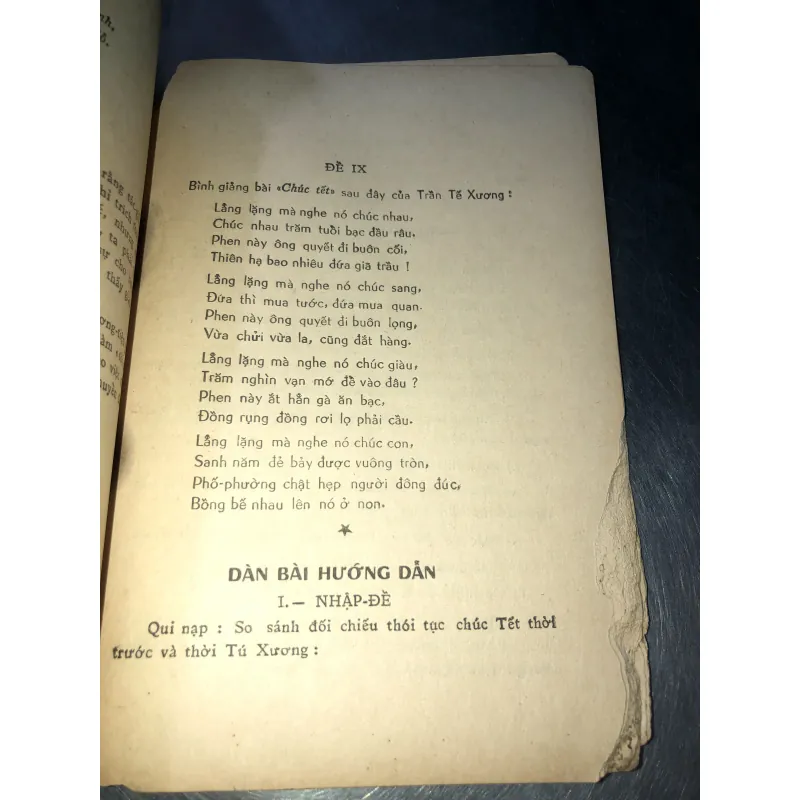 ĐỀ IX
Bình giảng bài «Chúc tết» sau đây của Trần Tế Xương :
Lẳng lặng mà nghe nó chúc nhau,
Chúc nhau trăm tuổi bạc đầu râu.
Phen này ông quyết đi buôn cối,
Thiên hạ bao nhiêu đứa giã trầu !
Lẳng lặng mà nghe nó chúc sang,
Đứa thì mua tước, đứa mua quan.
Phen này ông quyết đi buôn lọng,
Vừa chửi vừa la, cũng đắt hàng.
Lẳng lặng mà nghe nó chúc giàu,
Trăm nghìn vạn mớ để vào đâu ?
Phen này ắt hẳn gà ăn bạc,
Đồng rụng đồng rơi lọ phải cầu.
Lẳng lặng mà nghe nó chúc con,
Sanh năm đẻ bảy được vuông tròn,
Phố-phường chật hẹp người đông đúc,
Bồng bế nhau lên nó ở non.
DÀN BÀI HƯỚNG DẪN
I.— NHẬP-ĐỀ
Qui nạp : So sánh đối chiếu thói tục chúc Tết thời
trước và thời Tú Xương :